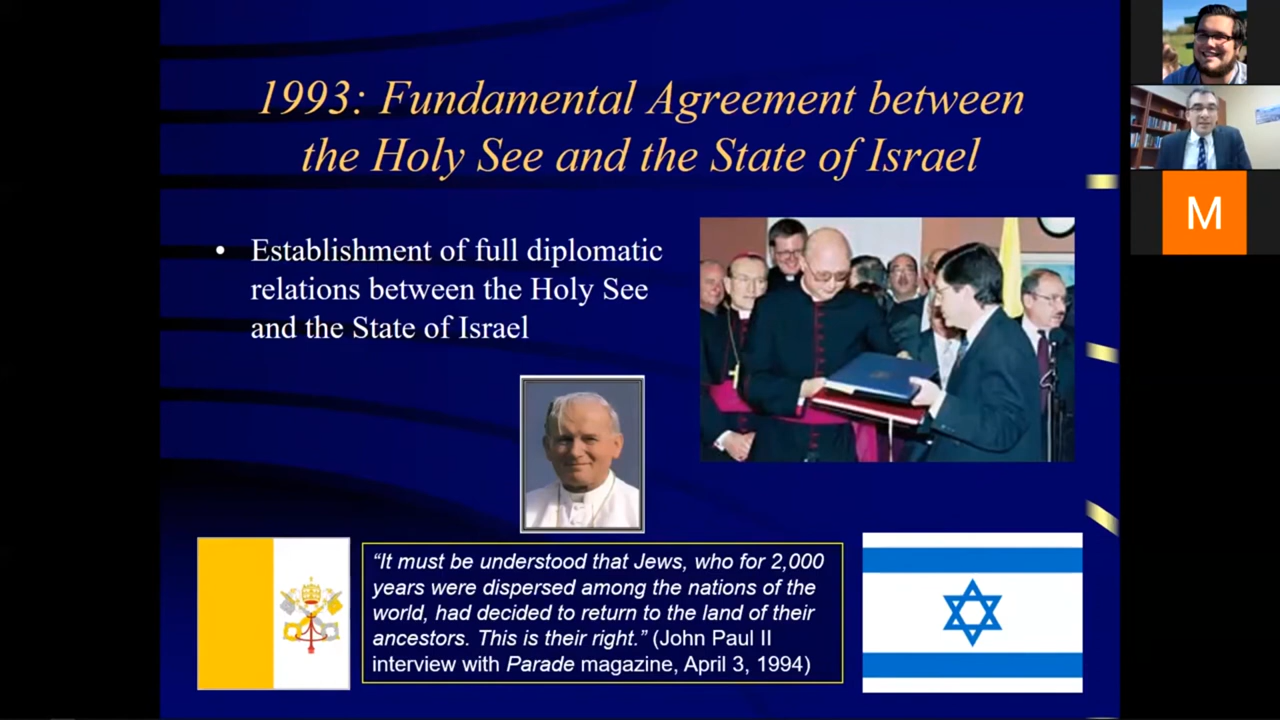 1993: Fundamental Agreement between
the Holy See and the State of Israel
• Establishment of full diplomatic
relations between the Holy See
and the State of Israel
“It must be understood that Jews, who for 2,000
years were dispersed among the nations of the
world, had decided to return to the land of their
ancestors. This is their right.” (John Paul II
interview with Parade magazine, April 3, 1994)
M